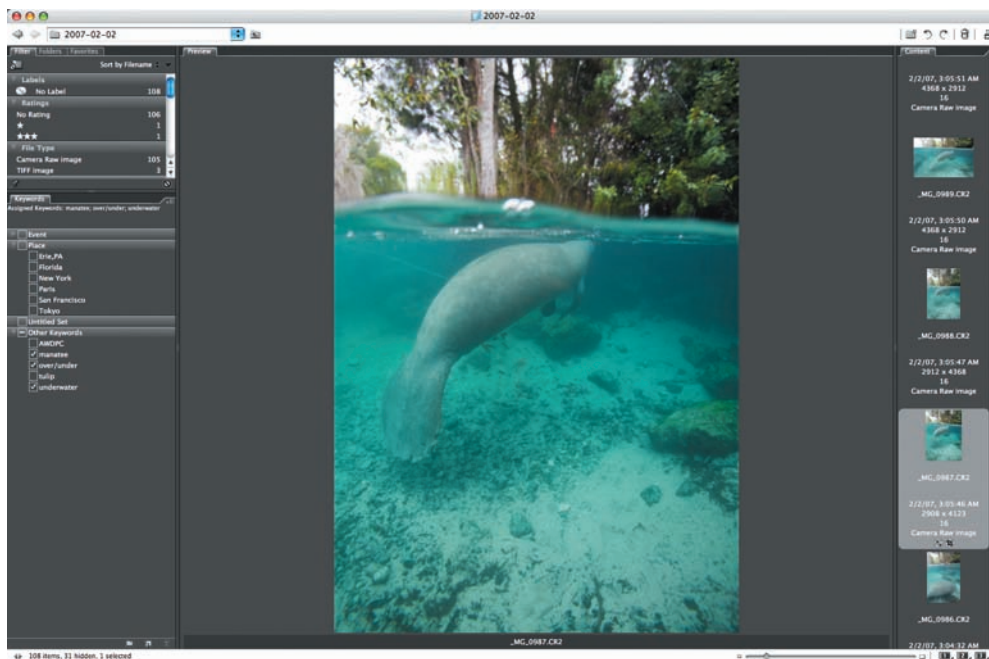 2007-02-02
2007-02-02
Filter Folders Favorites
Sort by Filename
Labels
No Label 108
Ratings
No Rating 106
★ 1
★★★ 1
File Type
Camera Raw image 105
TIFF image 3
Keywords
Assigned Keywords: manatee, over/under, underwater
Event
Place
Erie,PA
Florida
New York
Paris
San Francisco
Tokyo
Untitled Set
Other Keywords
AWDPC
manatee
over/under
tulip
underwater
Preview
_MG_0987.CR2
Content
2/2/07, 3:05:51 AM
4368 x 2912
16
Camera Raw image
_MG_0989.CR2
2/2/07, 3:05:50 AM
4368 x 2912
16
Camera Raw image
_MG_0988.CR2
2/2/07, 3:05:47 AM
2912 x 4368
16
Camera Raw image
_MG_0987.CR2
2/2/07, 3:05:46 AM
2908 x 4123
16
Camera Raw image
_MG_0986.CR2
2/2/07, 3:04:32 AM
108 items, 31 hidden, 1 selected
1 2 3